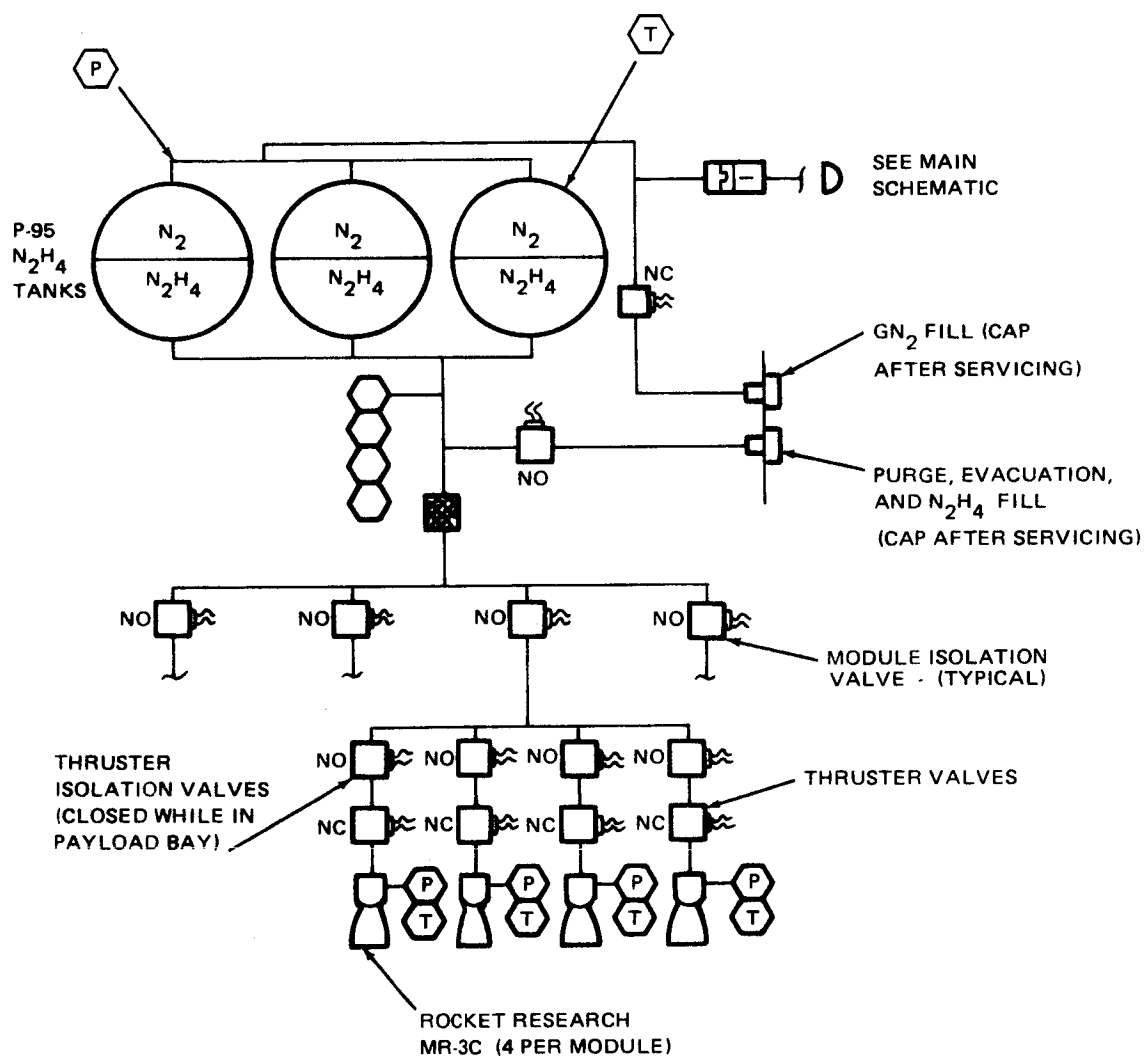 P
T
SEE MAIN
SCHEMATIC
P-95
N2H4
TANKS
N2
N2H4
N2
N2H4
N2
N2H4
NC
GN2 FILL (CAP
AFTER SERVICING)
NO
PURGE, EVACUATION,
AND N2H4 FILL
(CAP AFTER SERVICING)
NO
NO
NO
NO
MODULE ISOLATION
VALVE - (TYPICAL)
THRUSTER
ISOLATION VALVES
(CLOSED WHILE IN
PAYLOAD BAY)
NO
NO
NO
NO
THRUSTER VALVES
NC
NC
NC
NC
P
P
P
P
T
T
T
T
ROCKET RESEARCH
MR-3C (4 PER MODULE)